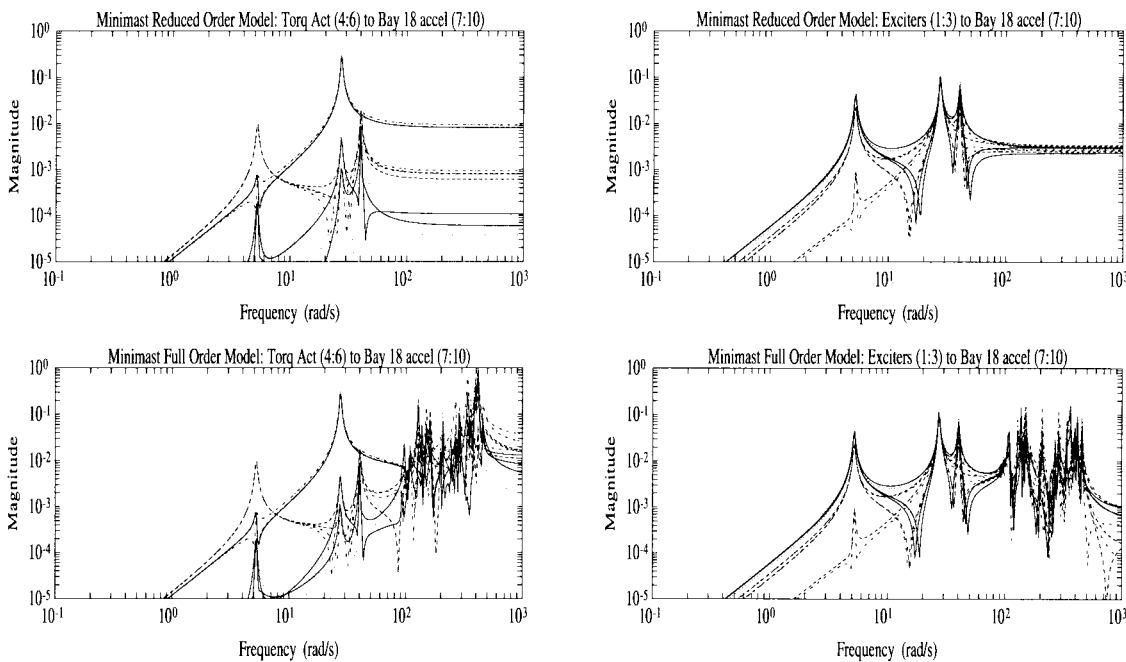 Minimast Reduced Order Model: Torq Act (4:6) to Bay 18 accel (7:10)
10^0
10^-1
10^-2
10^-3
10^-4
10^-5
Magnitude
10^-1 10^0 10^1 10^2 10^3
Frequency (rad/s)
Minimast Reduced Order Model: Exciters (1:3) to Bay 18 accel (7:10)
10^0
10^-1
10^-2
10^-3
10^-4
10^-5
Magnitude
10^-1 10^0 10^1 10^2 10^3
Frequency (rad/s)
Minimast Full Order Model: Torq Act (4:6) to Bay 18 accel (7:10)
10^0
10^-1
10^-2
10^-3
10^-4
10^-5
Magnitude
10^-1 10^0 10^1 10^2 10^3
Frequency (rad/s)
Minimast Full Order Model: Exciters (1:3) to Bay 18 accel (7:10)
10^0
10^-1
10^-2
10^-3
10^-4
10^-5
Magnitude
10^-1 10^0 10^1 10^2 10^3
Frequency (rad/s)